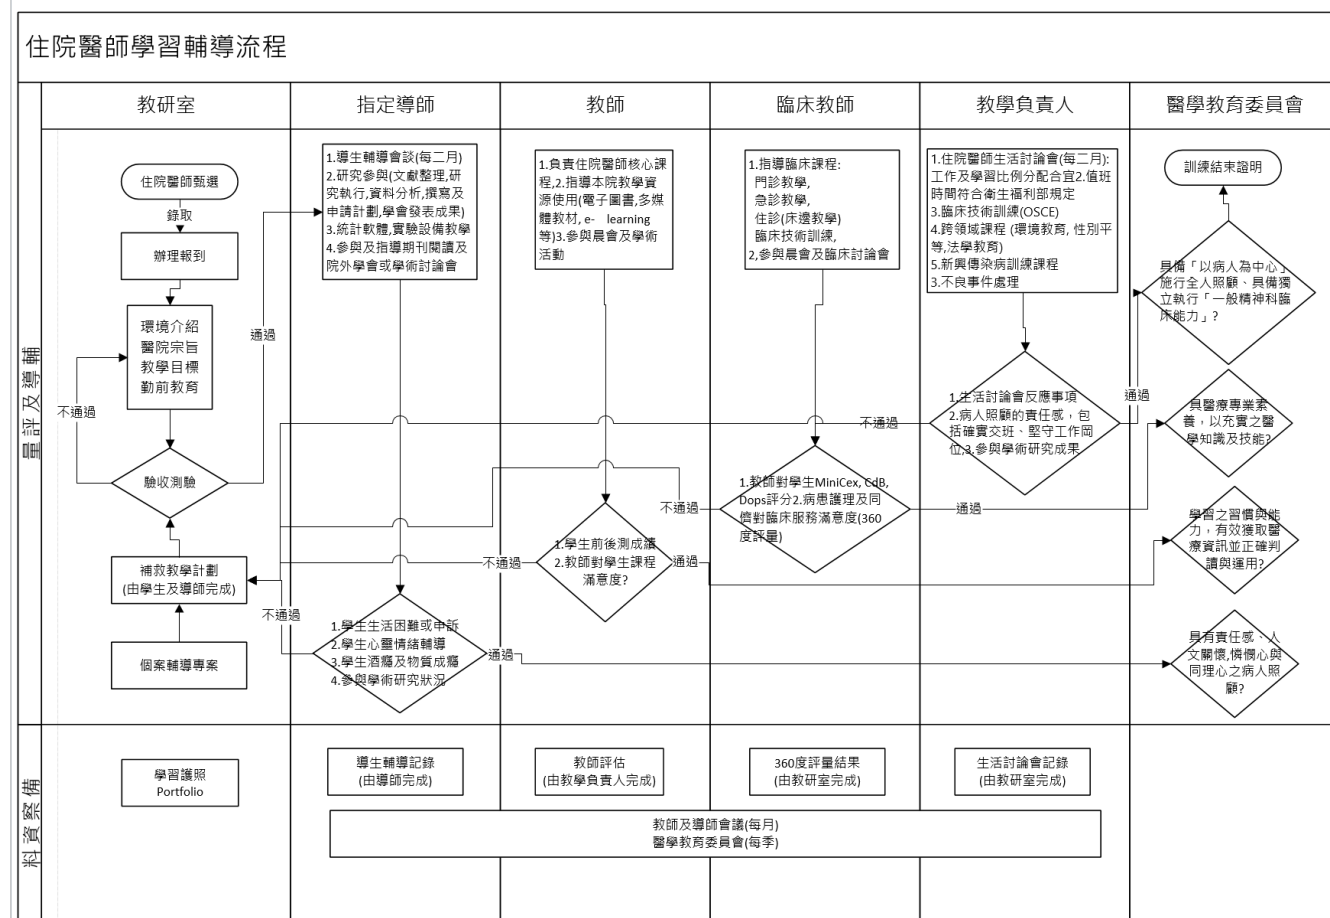 住院醫師學習輔導流程
教研室
指定導師
教師
臨床教師
教學負責人
醫學教育委員會
量評及導輔
住院醫師甄選
錄取
辦理報到
環境介紹
醫院宗旨
教學目標
勤前教育
不通過
通過
驗收測驗
補救教學計劃
(由學生及導師完成)
個案輔導專案
1.導生輔導會談(每二月)
2.研究參與(文獻整理,研
究執行,資料分析,撰寫及
申請計劃,學會發表成果)
3.統計軟體,實驗設備教學
4.參與及指導期刊閱讀及
院外學會或學術討論會
不通過
1.學生生活困難或申訴
2.學生心靈情緒輔導
3.學生酒癮及物質成癮
4.參與學術研究狀況
通過
1.負責住院醫師核心課
程,2.指導本院教學資
源使用(電子圖書,多媒
體教材, e- learning
等)3.參與晨會及學術
活動
不通過
1.學生前後測成績
2.教師對學生課程
滿意度?
通過
1.指導臨床課程:
門診教學,
急診教學,
住診(床邊教學)
臨床技術訓練,
2,參與晨會及臨床討論會
不通過
1.教師對學生MiniCex, CdB,
Dops評分2.病患護理及同
儕對臨床服務滿意度(360
度評量)
通過
1.住院醫師生活討論會(每二月):
工作及學習比例分配合宜2.值班
時間符合衛生福利部規定
3.臨床技術訓練(OSCE)
4.跨領域課程 (環境教育, 性別平
等,法學教育)
5.新興傳染病訓練課程
3.不良事件處理
不通過
1.生活討論會反應事項
2.病人照顧的責任感，包
括確實交班、堅守工作岡
位,3.參與學術研究成果
通過
訓練結束證明
具備「以病人為中心」
施行全人照顧、具備獨
立執行「一般精神科臨
床能力」?
具醫療專業素
養，以充實之醫
學知識及技能?
學習之習慣與能
力，有效獲取醫
療資訊並正確判
讀與運用?
具有責任感、人
文關懷,憐憫心與
同理心之病人照
顧?
料資察備
學習護照
Portfolio
導生輔導記錄
(由導師完成)
教師評估
(由教學負責人完成)
360度評量結果
(由教研室完成)
生活討論會記錄
(由教研室完成)
教師及導師會議(每月)
醫學教育委員會(每季)